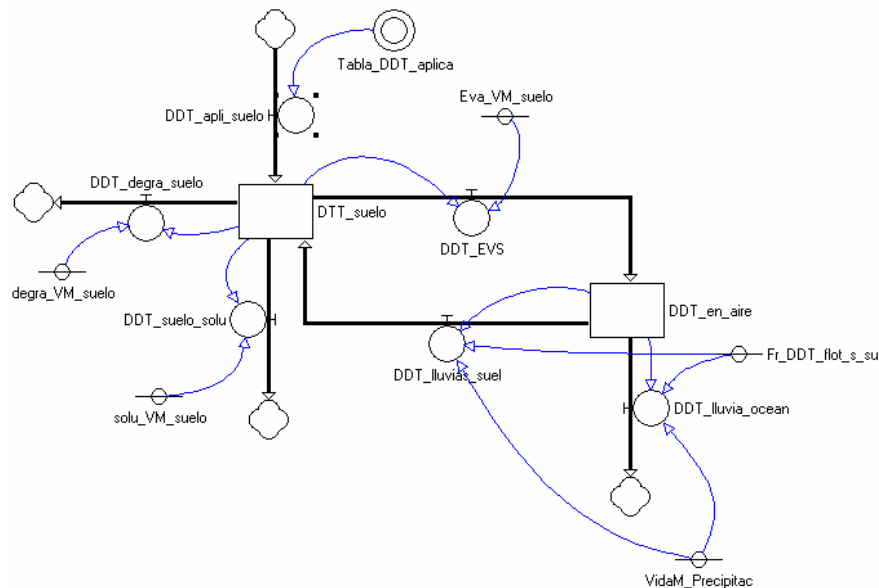 Tabla_DDT_aplica
Eva_VM_suelo
DDT_apli_suelo
DDT_degra_suelo
DTT_suelo
DDT_EVS
degra_VM_suelo
DDT_suelo_solu
DDT_en_aire
Fr_DDT_flot_s_su
DDT_lluvias_suel
solu_VM_suelo
DDT_lluvia_ocean
VidaM_Precipitac